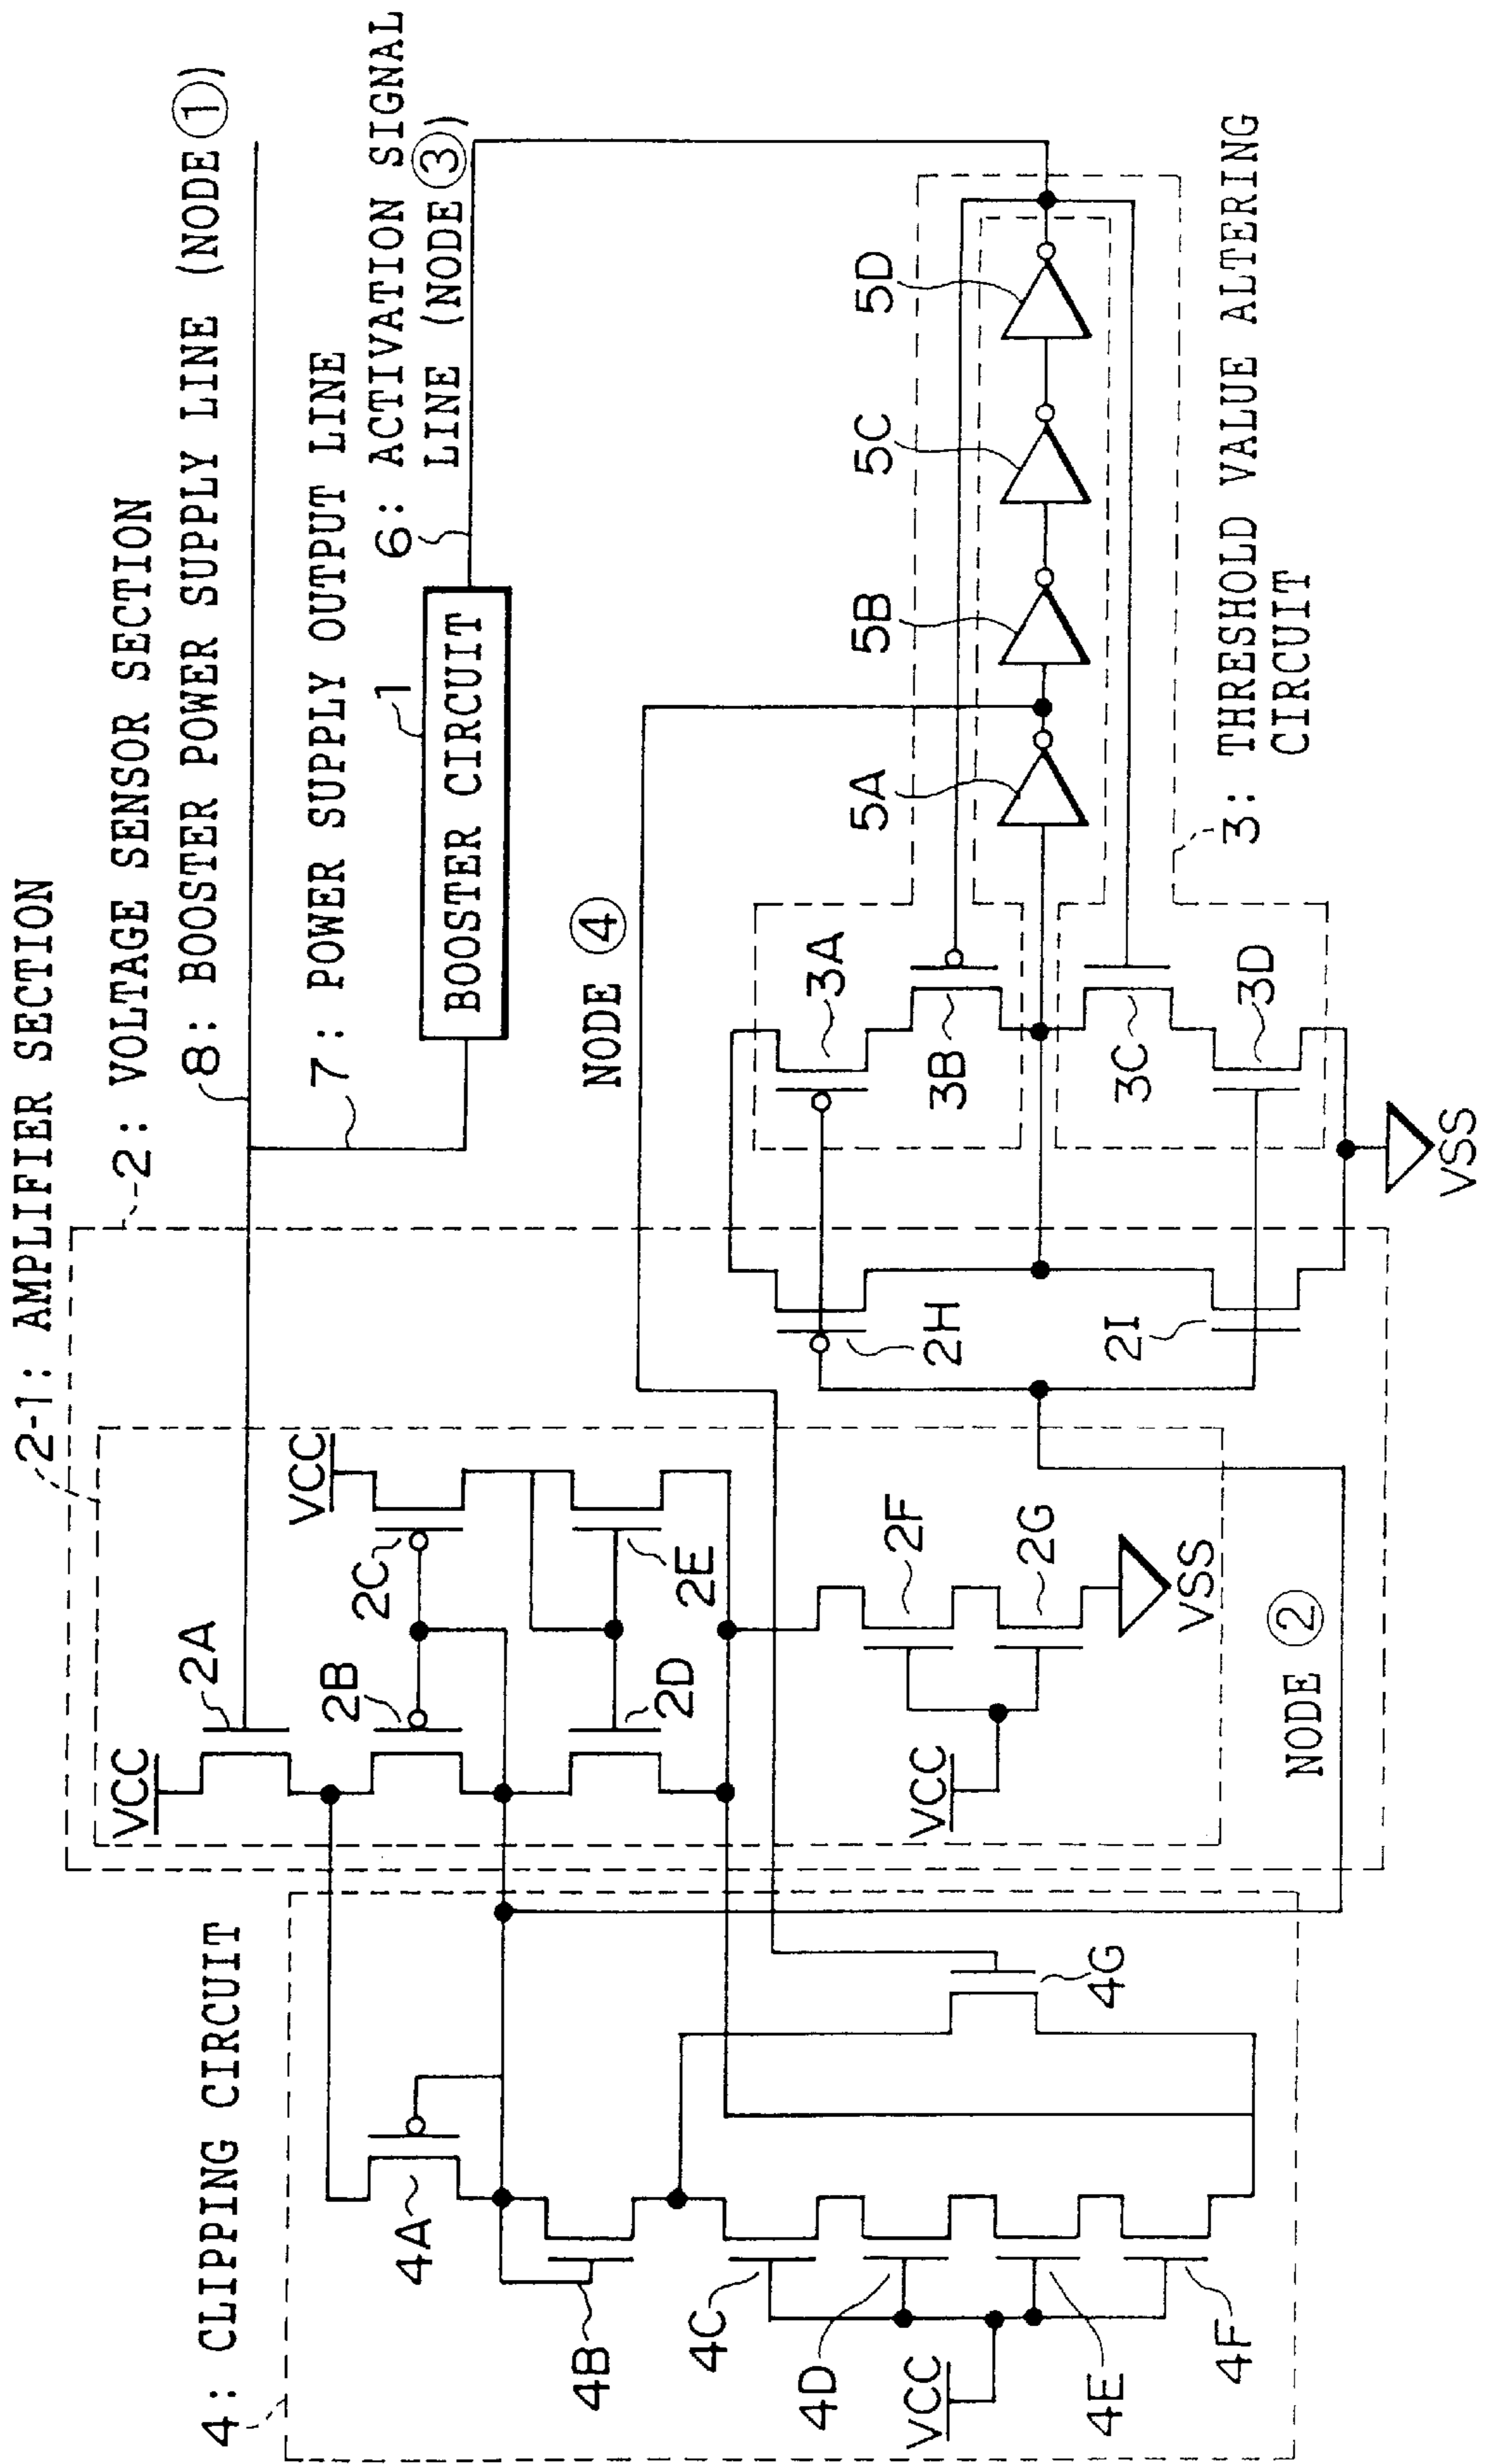 2-1: AMPLIFIER SECTION
2: VOLTAGE SENSOR SECTION
8: BOOSTER POWER SUPPLY LINE (NODE ①)
7: POWER SUPPLY OUTPUT LINE
6: ACTIVATION SIGNAL
LINE (NODE ③)
1
BOOSTER CIRCUIT
4: CLIPPING CIRCUIT
VCC
2A
2B
2C
VCC
2D
2E
2F
2G
VCC
VSS
NODE ②
NODE ④
4A
4B
4C
4D
4E
4F
4G
VCC
2H
2I
3A
3B
3C
3D
VSS
5A
5B
5C
5D
3: THRESHOLD VALUE ALTERING
CIRCUIT